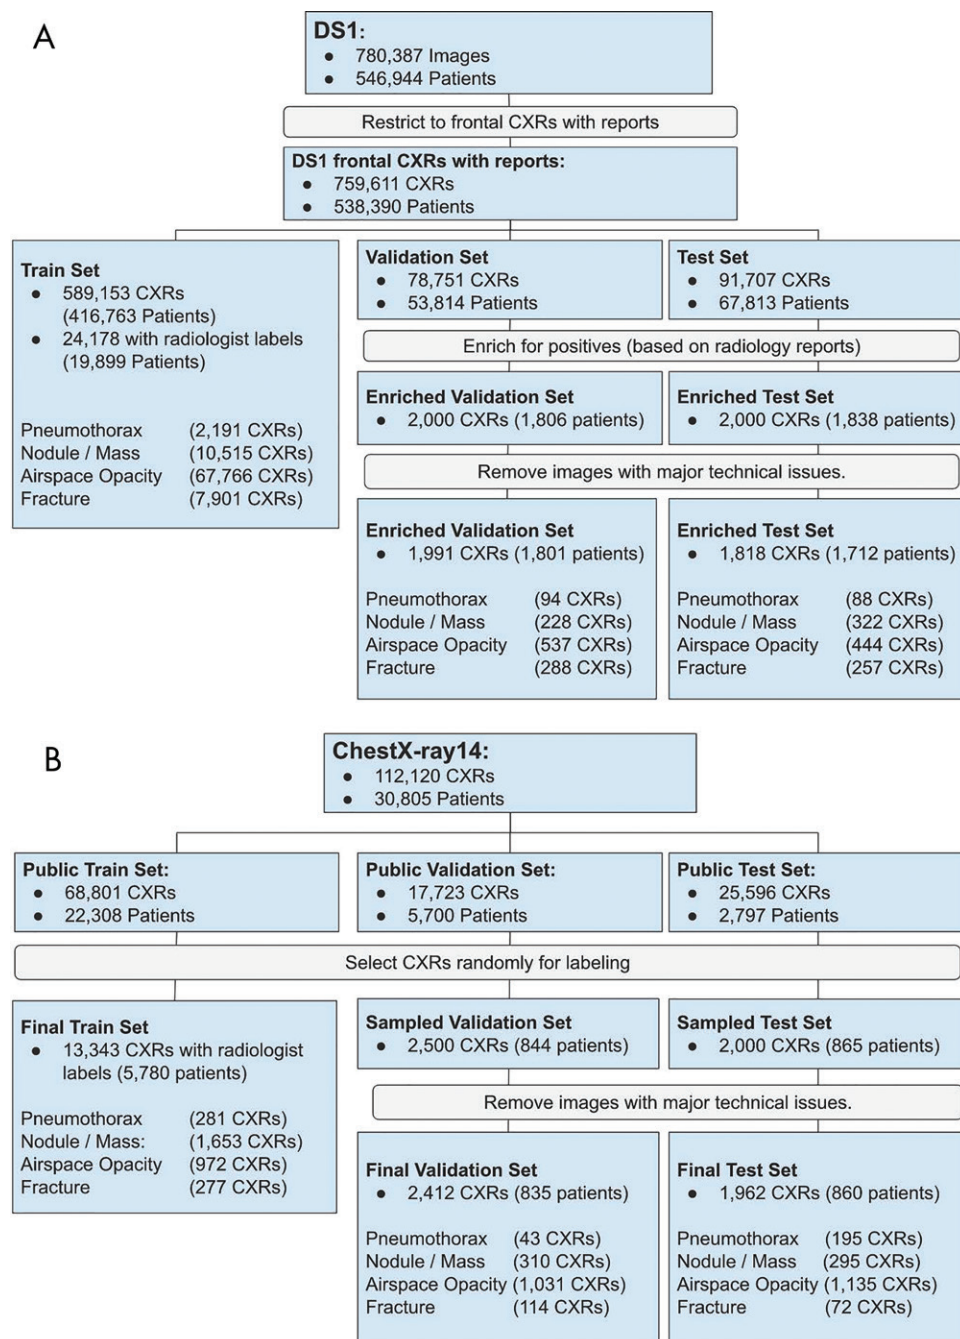 A
DS1:
● 780,387 Images
● 546,944 Patients
Restrict to frontal CXRs with reports
DS1 frontal CXRs with reports:
● 759,611 CXRs
● 538,390 Patients
Train Set
● 589,153 CXRs
(416,763 Patients)
● 24,178 with radiologist labels
(19,899 Patients)
Pneumothorax (2,191 CXRs)
Nodule / Mass (10,515 CXRs)
Airspace Opacity (67,766 CXRs)
Fracture (7,901 CXRs)
Validation Set
● 78,751 CXRs
● 53,814 Patients
Test Set
● 91,707 CXRs
● 67,813 Patients
Enrich for positives (based on radiology reports)
Enriched Validation Set
● 2,000 CXRs (1,806 patients)
Enriched Test Set
● 2,000 CXRs (1,838 patients)
Remove images with major technical issues.
Enriched Validation Set
● 1,991 CXRs (1,801 patients)
Pneumothorax (94 CXRs)
Nodule / Mass (228 CXRs)
Airspace Opacity (537 CXRs)
Fracture (288 CXRs)
Enriched Test Set
● 1,818 CXRs (1,712 patients)
Pneumothorax (88 CXRs)
Nodule / Mass (322 CXRs)
Airspace Opacity (444 CXRs)
Fracture (257 CXRs)
B
ChestX-ray14:
● 112,120 CXRs
● 30,805 Patients
Public Train Set:
● 68,801 CXRs
● 22,308 Patients
Public Validation Set:
● 17,723 CXRs
● 5,700 Patients
Public Test Set:
● 25,596 CXRs
● 2,797 Patients
Select CXRs randomly for labeling
Final Train Set
● 13,343 CXRs with radiologist
labels (5,780 patients)
Pneumothorax (281 CXRs)
Nodule / Mass: (1,653 CXRs)
Airspace Opacity (972 CXRs)
Fracture (277 CXRs)
Sampled Validation Set
● 2,500 CXRs (844 patients)
Sampled Test Set
● 2,000 CXRs (865 patients)
Remove images with major technical issues.
Final Validation Set
● 2,412 CXRs (835 patients)
Pneumothorax (43 CXRs)
Nodule / Mass (310 CXRs)
Airspace Opacity (1,031 CXRs)
Fracture (114 CXRs)
Final Test Set
● 1,962 CXRs (860 patients)
Pneumothorax (195 CXRs)
Nodule / Mass (295 CXRs)
Airspace Opacity (1,135 CXRs)
Fracture (72 CXRs)